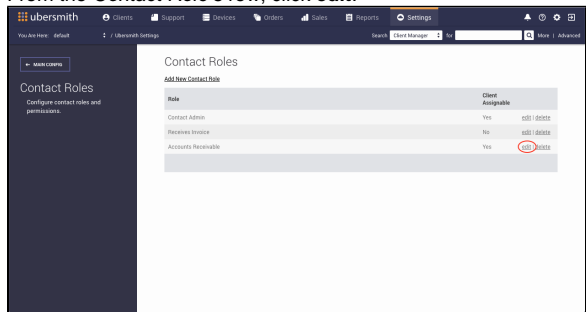 From the Contact Role's row, click edit.
ubersmith
Clients
Support
Devices
Orders
Sales
Reports
Settings
You Are Here: default / Ubersmith Settings
Search Client Manager for
More | Advanced
← MAIN CONFIG
Contact Roles
Configure contact roles and
permissions.
Contact Roles
Add New Contact Role
Role
Client
Assignable
Contact Admin Yes edit | delete
Receives Invoice No edit | delete
Accounts Receivable Yes edit | delete